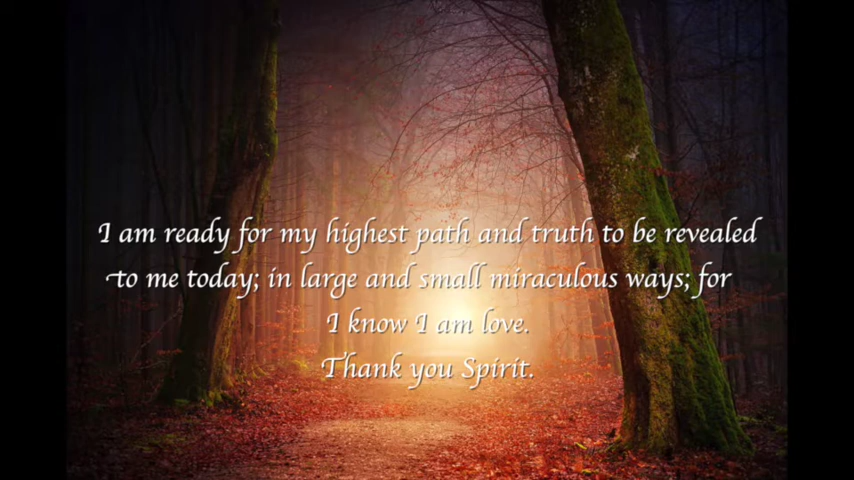 I am ready for my highest path and truth to be revealed
to me today; in large and small miraculous ways; for
I know I am love.
Thank you Spirit.